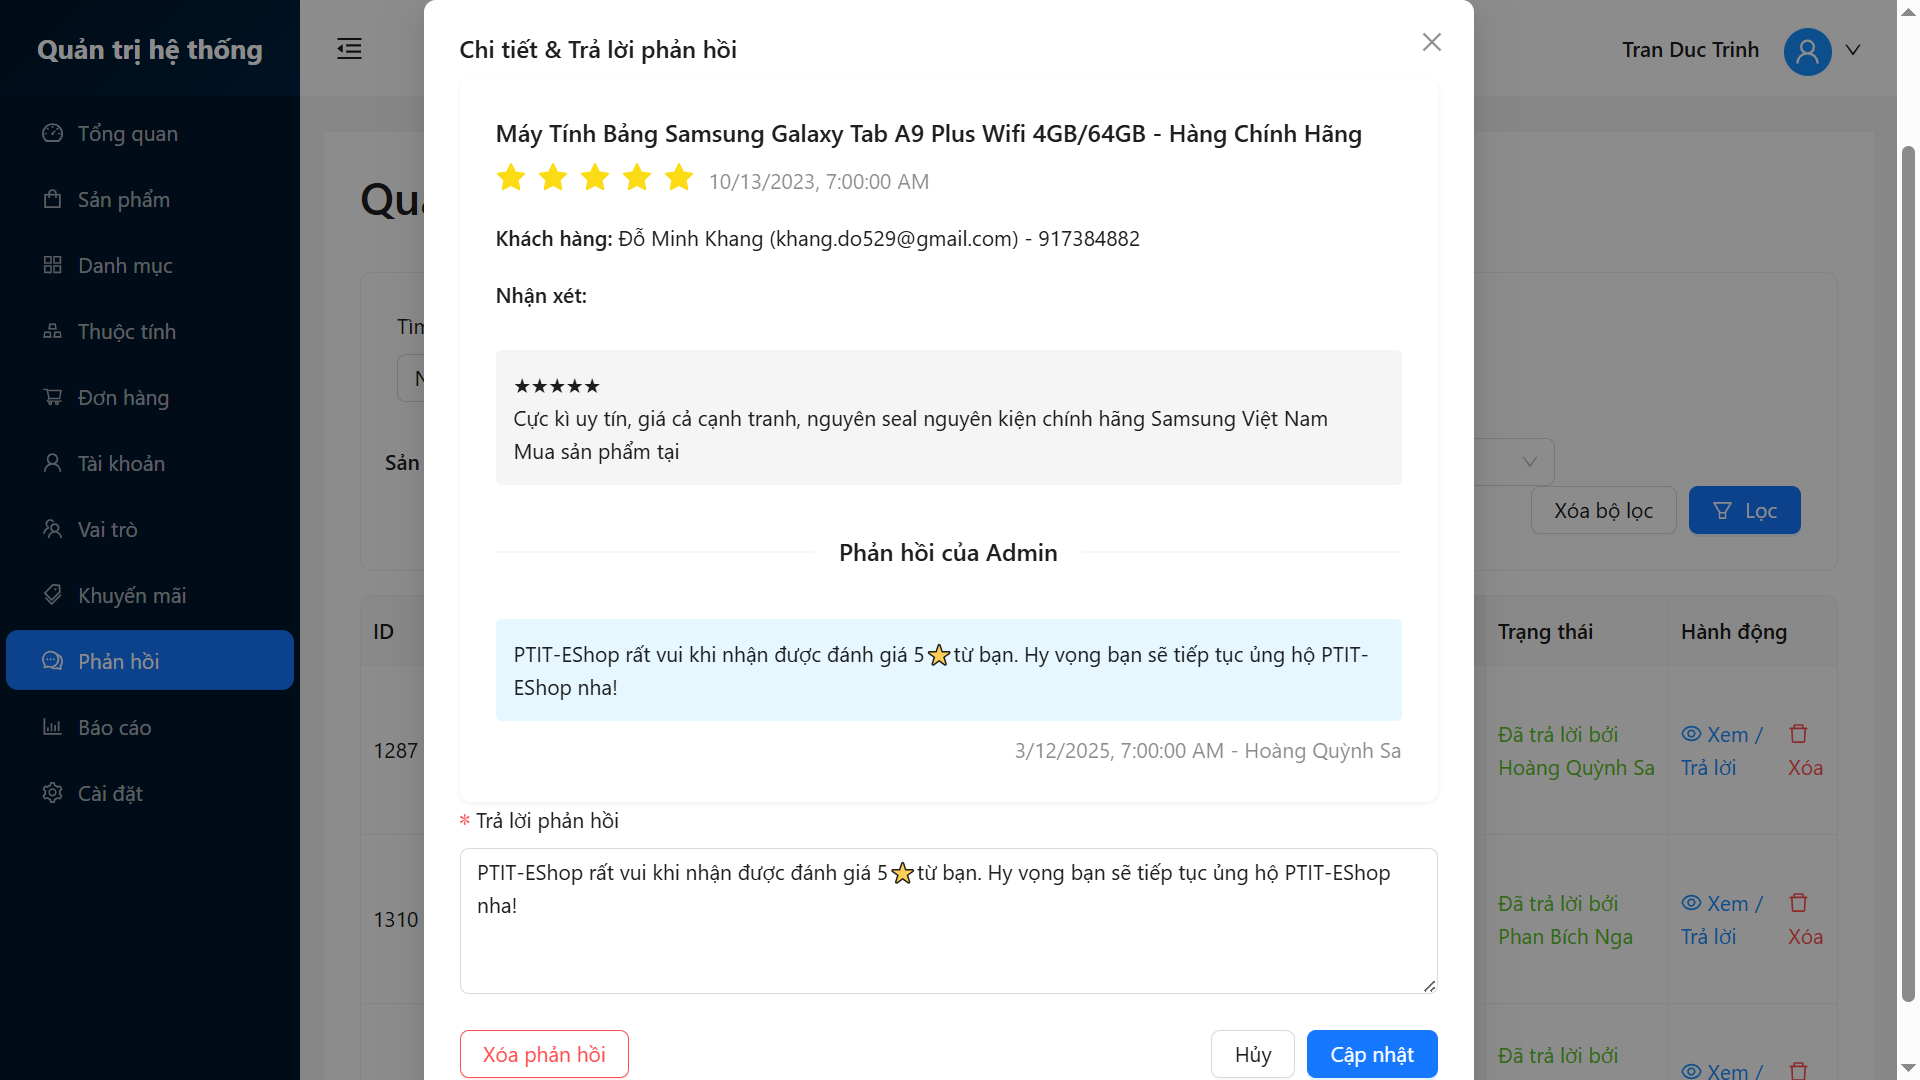 Quản trị hệ thống
Tổng quan
Sản phẩm
Danh mục
Thuộc tính
Đơn hàng
Tài khoản
Vai trò
Khuyến mãi
Phản hồi
Báo cáo
Cài đặt
Tran Duc Trinh
Chi tiết & Trả lời phản hồi
Máy Tính Bảng Samsung Galaxy Tab A9 Plus Wifi 4GB/64GB - Hàng Chính Hãng
10/13/2023, 7:00:00 AM
Khách hàng: Đỗ Minh Khang (khang.do529@gmail.com) - 917384882
Nhận xét:
★★★★★
Cực kì uy tín, giá cả cạnh tranh, nguyên seal nguyên kiện chính hãng Samsung Việt Nam
Mua sản phẩm tại
Phản hồi của Admin
PTIT-EShop rất vui khi nhận được đánh giá 5⭐từ bạn. Hy vọng bạn sẽ tiếp tục ủng hộ PTIT-
EShop nha!
3/12/2025, 7:00:00 AM - Hoàng Quỳnh Sa
* Trả lời phản hồi
PTIT-EShop rất vui khi nhận được đánh giá 5⭐từ bạn. Hy vọng bạn sẽ tiếp tục ủng hộ PTIT-EShop
nha!
Xóa phản hồi
Hủy
Cập nhật
Sản
Xóa bộ lọc
Lọc
ID
Trạng thái
Hành động
1287
Đã trả lời bởi
Hoàng Quỳnh Sa
Xem /
Trả lời
Xóa
1310
Đã trả lời bởi
Phan Bích Nga
Xem /
Trả lời
Xóa
Đã trả lời bởi
Xem /